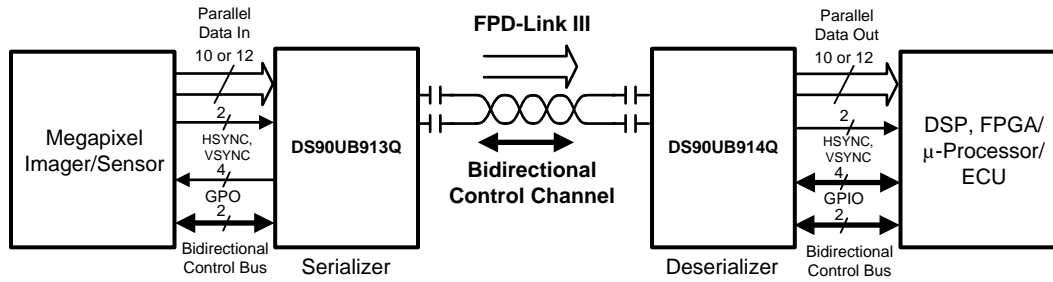 Parallel
Data In
10 or 12
2
HSYNC,
VSYNC
4
GPO
2
Bidirectional
Control Bus
Megapixel
Imager/Sensor
DS90UB913Q
Serializer
FPD-Link III
Bidirectional
Control Channel
DS90UB914Q
Deserializer
Parallel
Data Out
10 or 12
2
HSYNC,
VSYNC
4
GPIO
2
Bidirectional
Control Bus
DSP, FPGA/
μ-Processor/
ECU